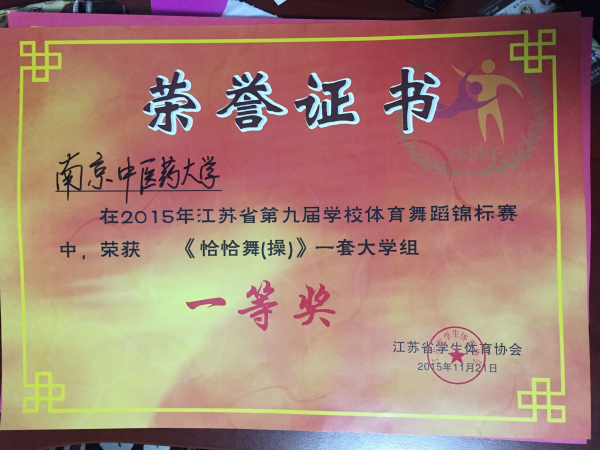 荣誉证书
JSSSA
南京中医药大学
在2015年江苏省第九届学校体育舞蹈锦标赛
中，荣获 《恰恰舞(操)》一套大学组
一等奖
江苏省学生体育协会
2015年11月21日